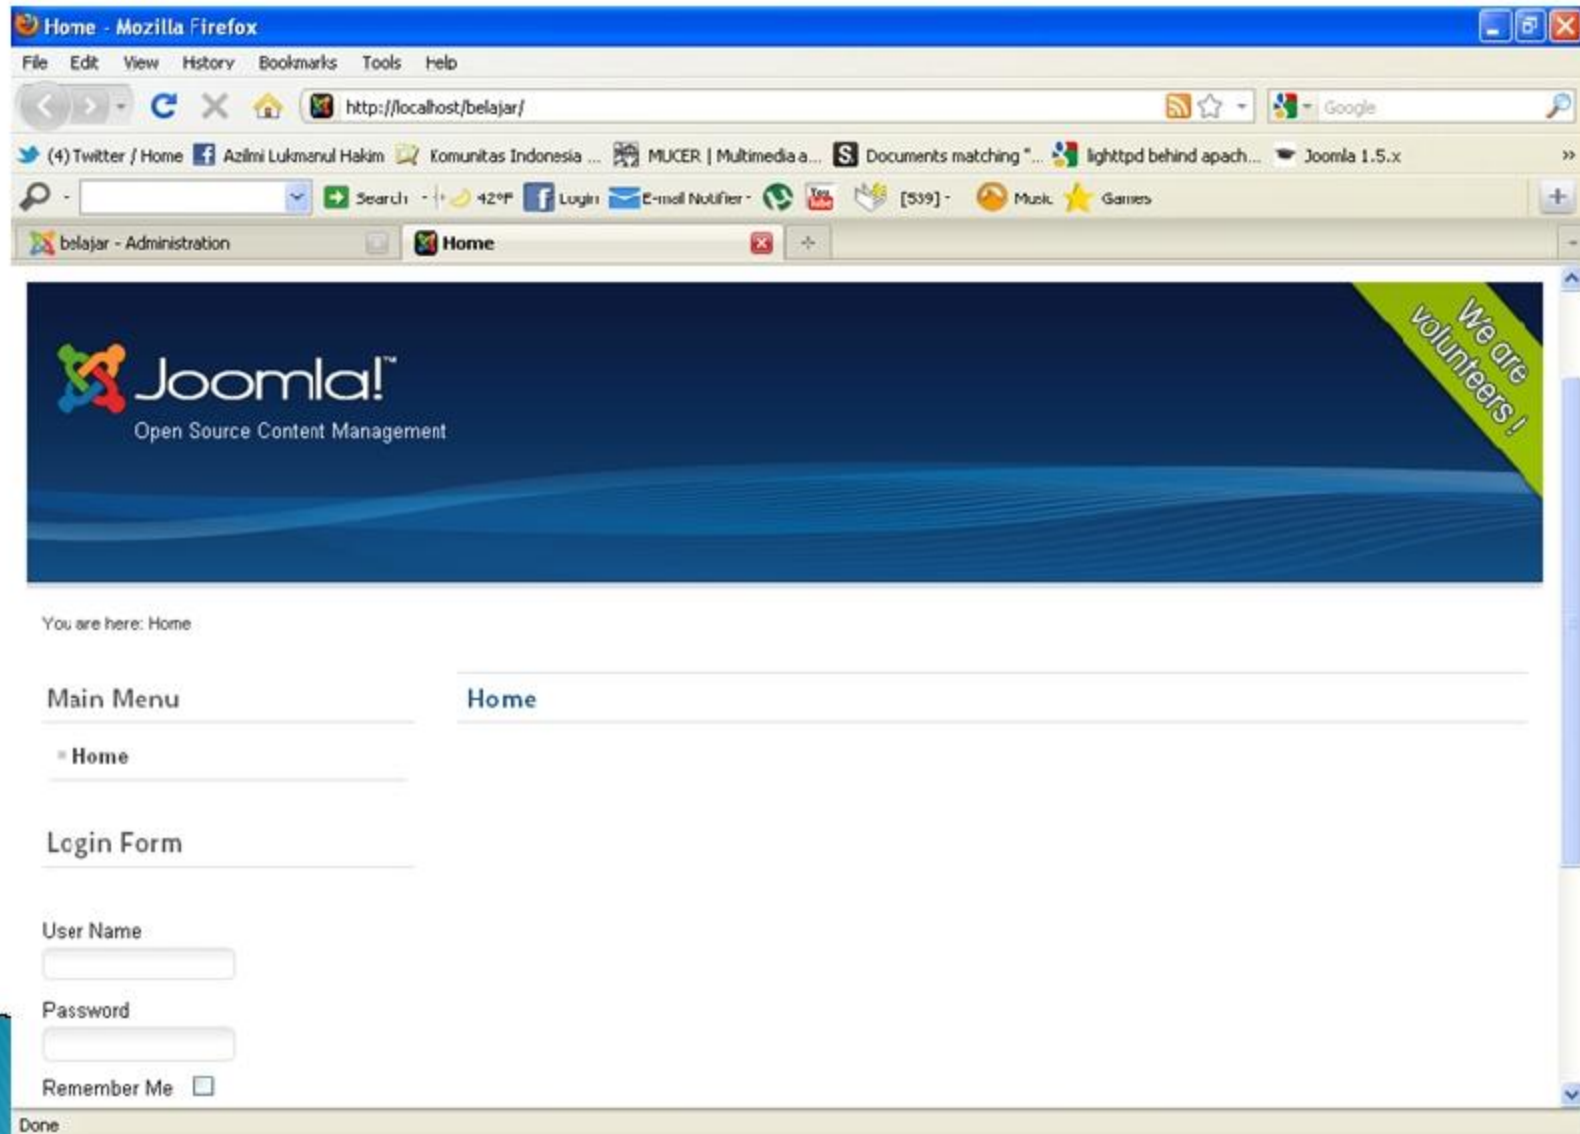 Home - Mozilla Firefox
File Edit View History Bookmarks Tools Help
http://localhost/belajar/
Google
(4) Twitter / Home Azilmi Lukmanul Hakim Komunitas Indonesia ... MUCER | Multimedia a... Documents matching "... lighttpd behind apach... Joomla 1.5.x
Search 42°F Login E-mail Notifier You Tube [539] Music Games
belajar - Administration Home
Joomla!™
Open Source Content Management
We are
volunteers!
You are here: Home
Main Menu
Home
Home
Login Form
User Name
Password
Remember Me
Done